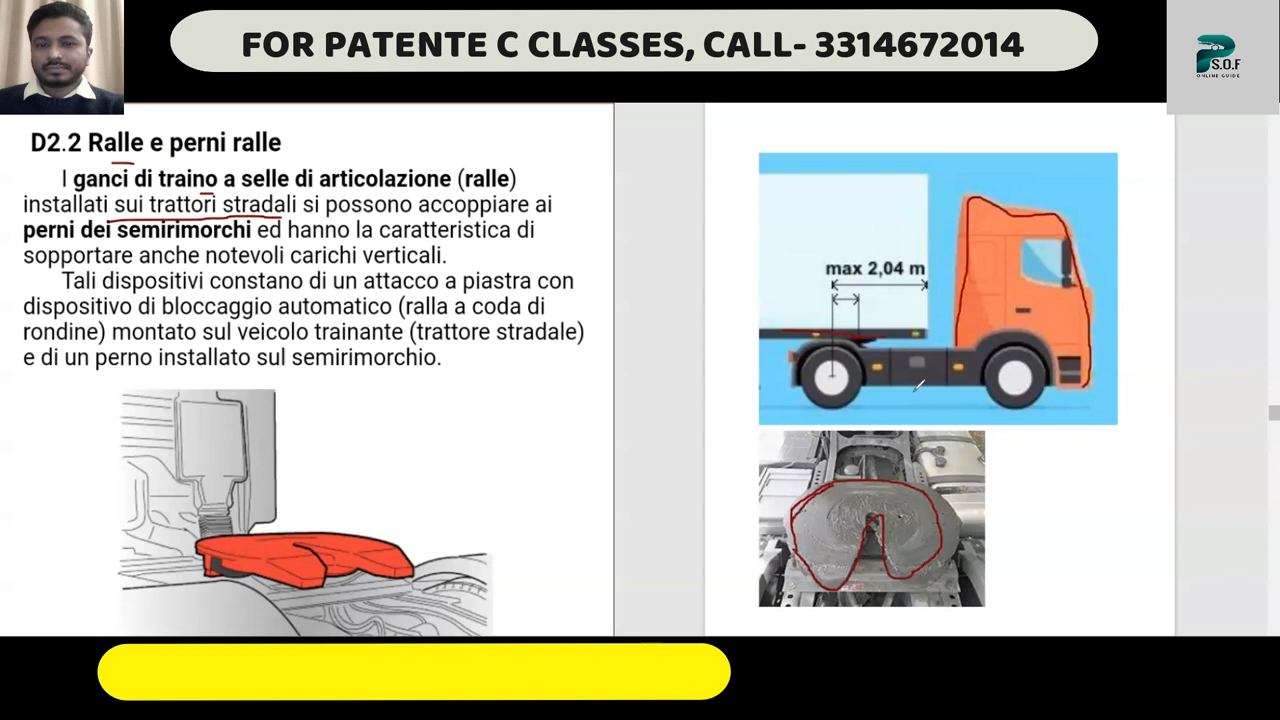 FOR PATENTE C CLASSES, CALL- 3314672014
S.O.F
ONLINE GUIDE
D2.2 Ralle e perni ralle
I ganci di traino a selle di articolazione (ralle)
installati sui trattori stradali si possono accoppiare ai
perni dei semirimorchi ed hanno la caratteristica di
sopportare anche notevoli carichi verticali.
Tali dispositivi constano di un attacco a piastra con
dispositivo di bloccaggio automatico (ralla a coda di
rondine) montato sul veicolo trainante (trattore stradale)
e di un perno installato sul semirimorchio.
max 2,04 m